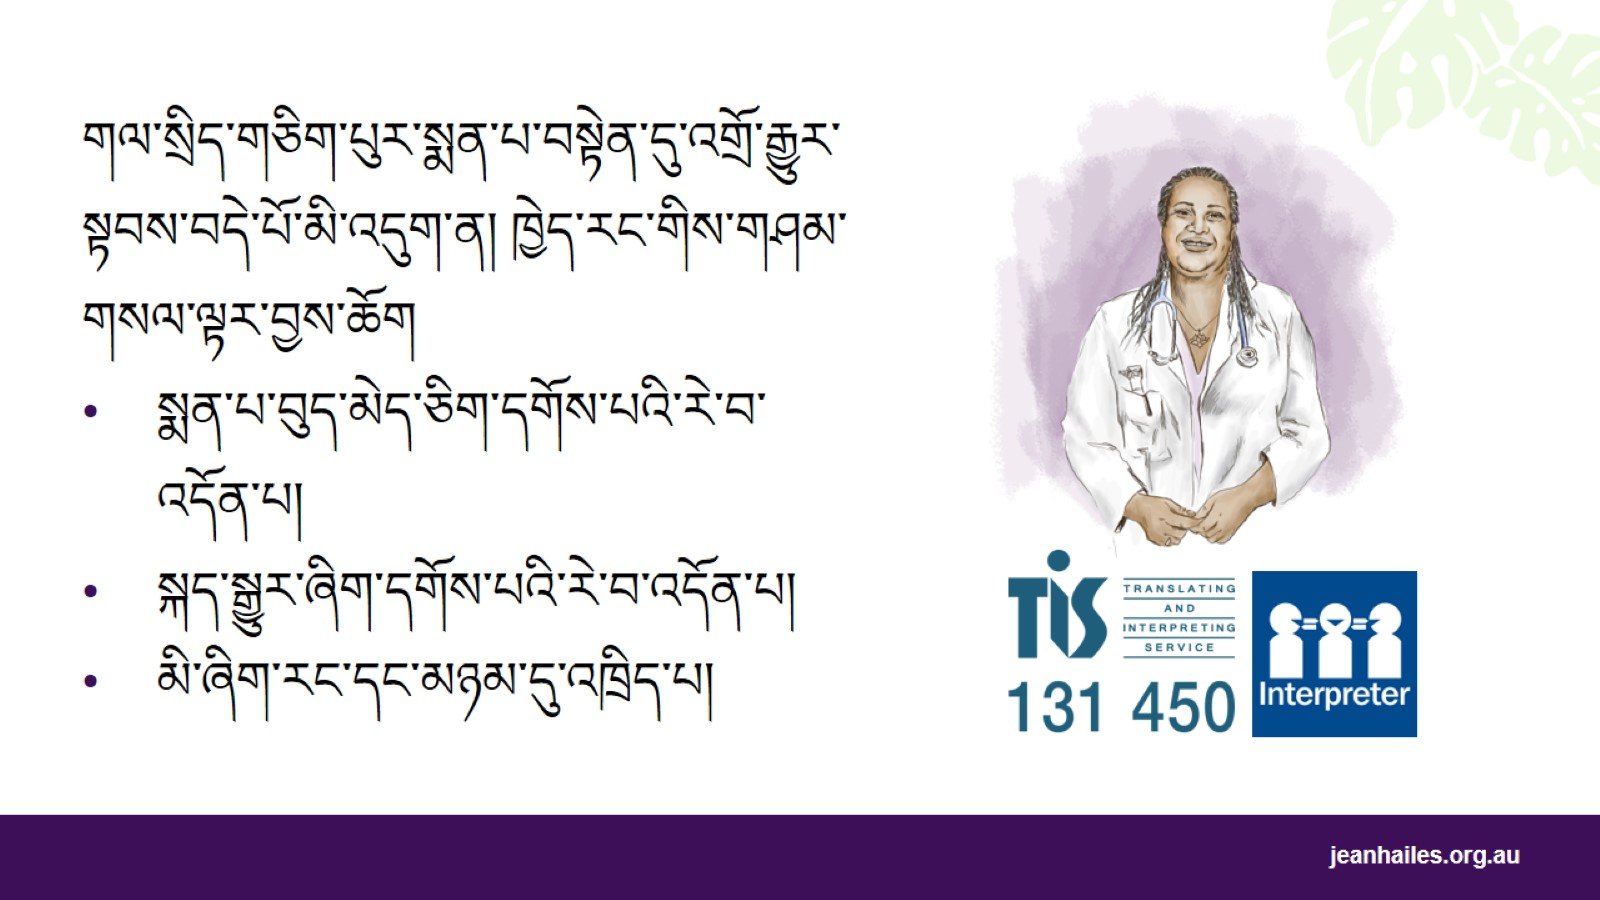 གལ་སྲིད་གཅིག་པུར་སྨན་པ་བསྟེན་དུ་འགྲོ་རྒྱུར་
སྟབས་བདེ་པོ་མི་འདུག་ན། ཁྱེད་རང་གིས་གཤམ་
གསལ་ལྟར་བྱས་ཆོག
• སྨན་པ་བུད་མེད་ཅིག་དགོས་པའི་རེ་བ་
འདོན་པ།
• སྐད་སྒྱུར་ཞིག་དགོས་པའི་རེ་བ་འདོན་པ།
• མི་ཞིག་རང་དང་མཉམ་དུ་འཁྲིད་པ།
TIS
TRANSLATING
AND
INTERPRETING
SERVICE
131 450
Interpreter
jeanhailes.org.au